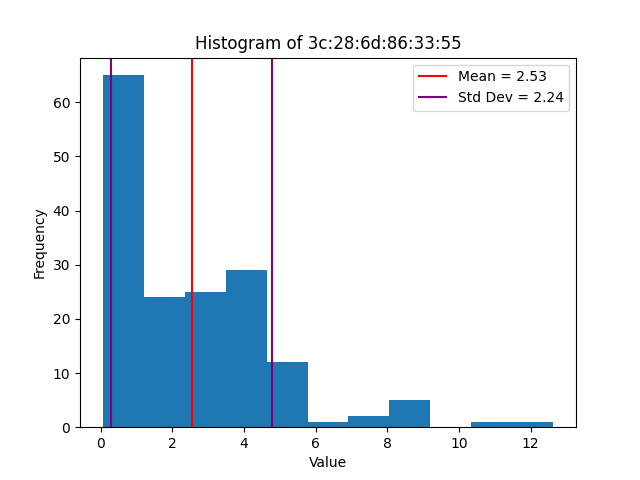 Histogram of 3c:28:6d:86:33:55
Mean = 2.53
Std Dev = 2.24
Frequency
60
50
40
30
20
10
0
0 2 4 6 8 10 12
Value